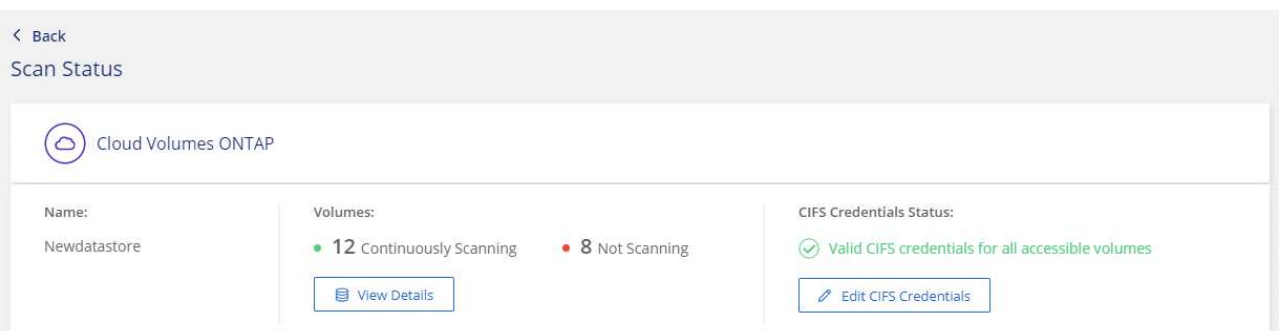 Back
Scan Status
Cloud Volumes ONTAP
Name:
Newdatastore
Volumes:
12 Continuously Scanning
8 Not Scanning
View Details
CIFS Credentials Status:
Valid CIFS credentials for all accessible volumes
Edit CIFS Credentials